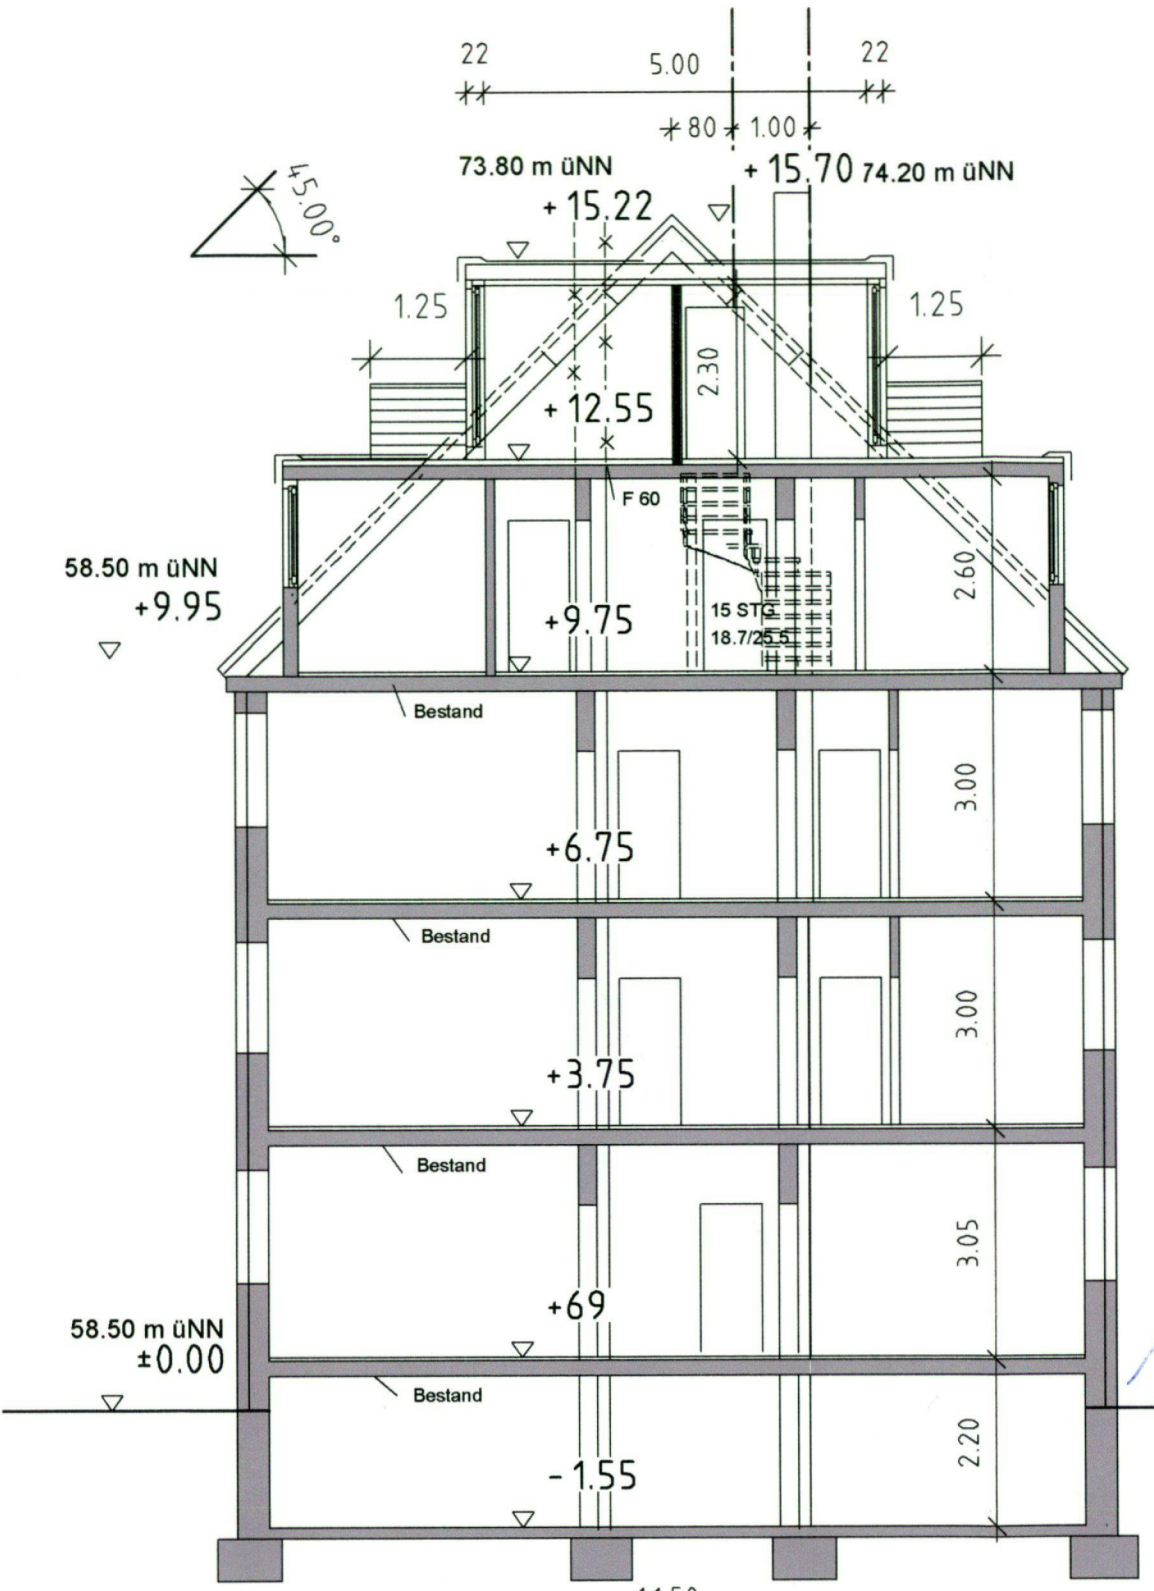 22
5.00
22
80
1.00
73.80 m üNN
+ 15.70 74.20 m üNN
+ 15.22
45.00°
1.25
1.25
2.30
+ 12.55
F 60
58.50 m üNN
+9.95
2.60
+9.75
15 STG
18.7/25.5
Bestand
3.00
+6.75
Bestand
3.00
+3.75
Bestand
3.05
+69
58.50 m üNN
±0.00
Bestand
2.20
- 1.55